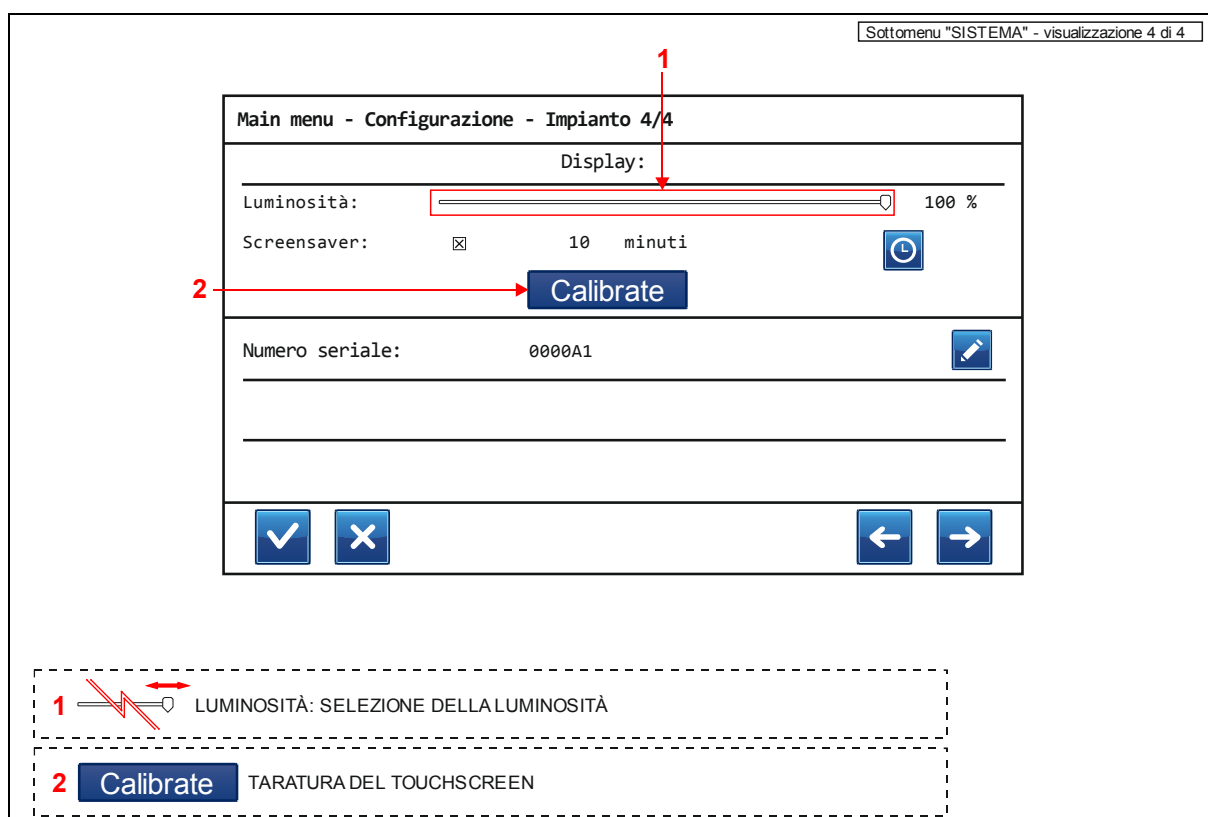 Sottomenu "SISTEMA" - visualizzazione 4 di 4
1
Main menu - Configurazione - Impianto 4/4
Display:
Luminosità: 100 %
Screensaver: 10 minuti
2 Calibrate
Numero seriale: 0000A1
1 LUMINOSITÀ: SELEZIONE DELLA LUMINOSITÀ
2 Calibrate TARATURA DEL TOUCHSCREEN